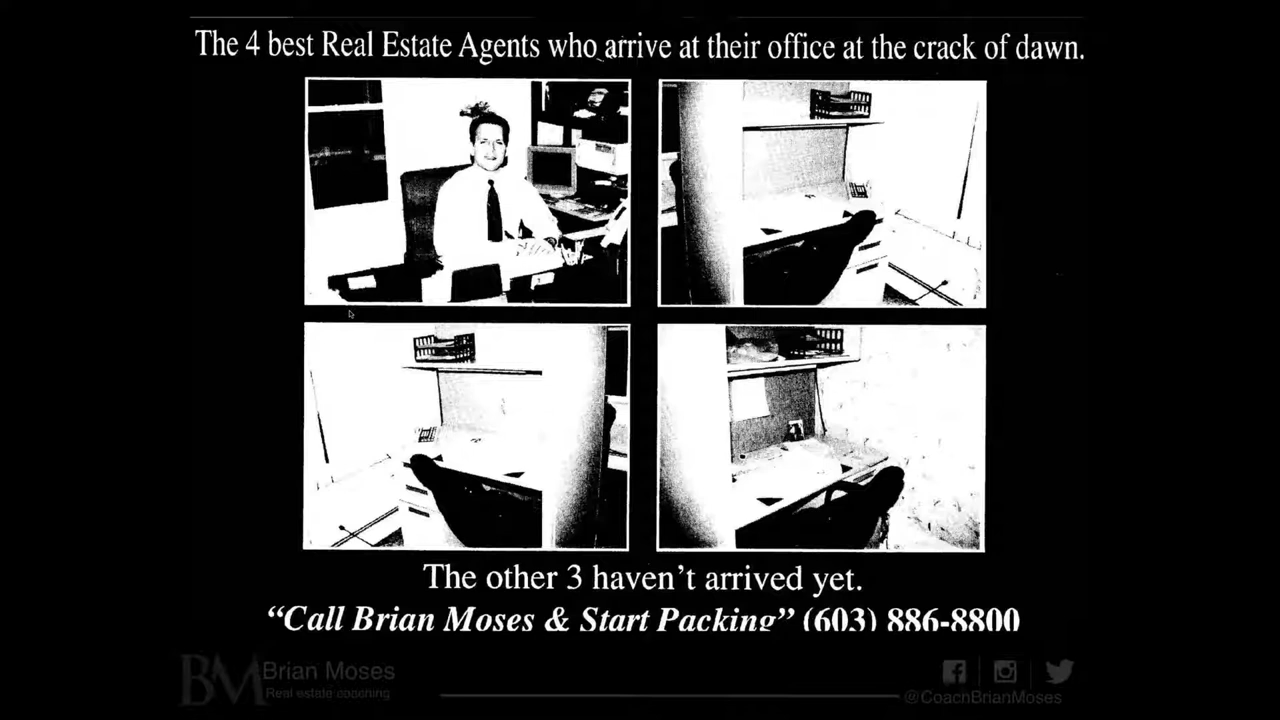 The 4 best Real Estate Agents who arrive at their office at the crack of dawn.
The other 3 haven't arrived yet.
"Call Brian Moses & Start Packing" (603) 886-8800
BM Brian Moses
Real estate coaching
@CoachBrianMoses